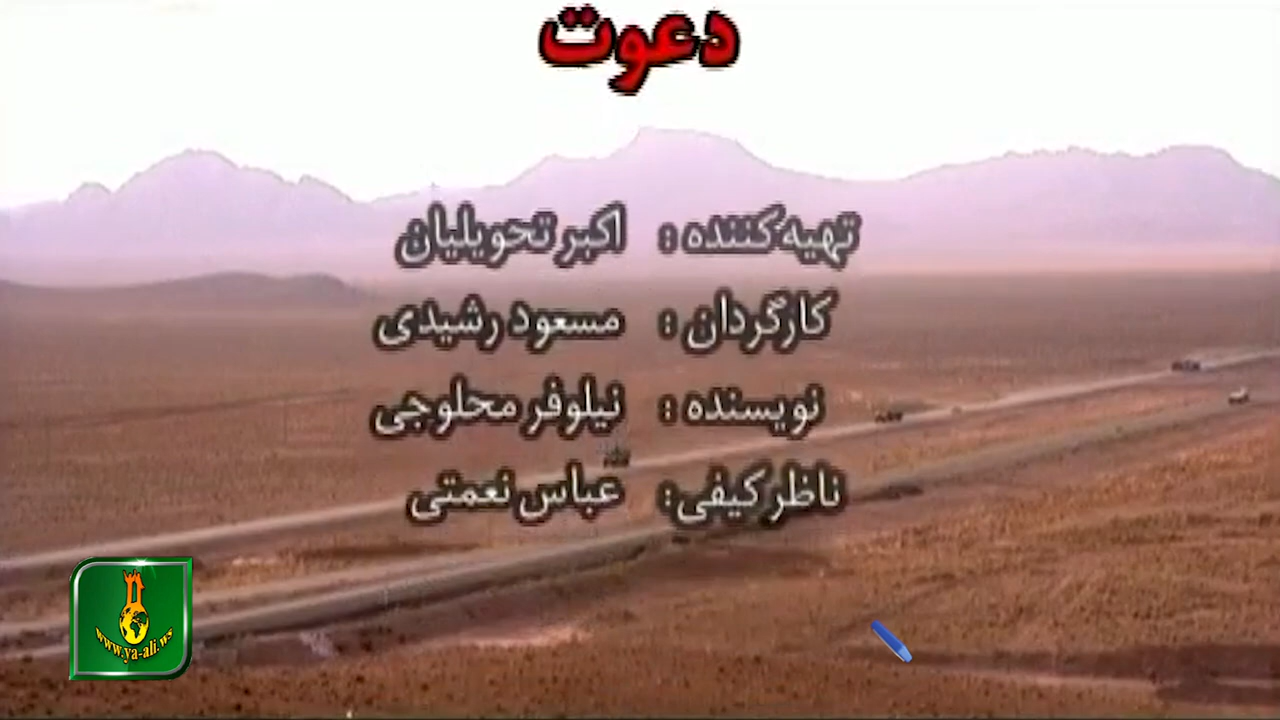 دعوت
تهیه کننده : اکبر تحویلیان
کارگردان : مسعود رشیدی
نویسنده : نیلوفر محلوجی
ناظر کیفی : عباس نعمتی
www.ya-ali.ws